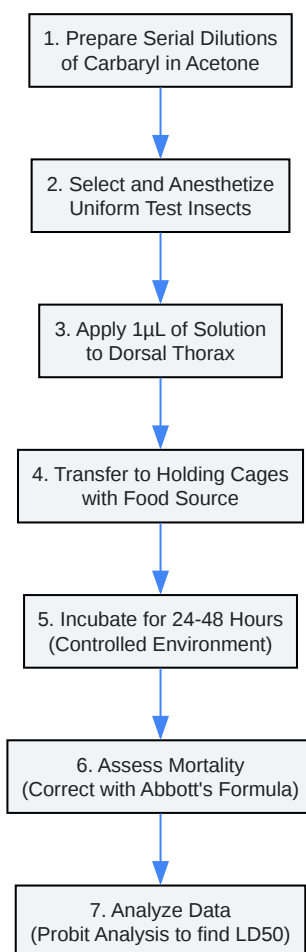 1. Prepare Serial Dilutions
of Carbaryl in Acetone
2. Select and Anesthetize
Uniform Test Insects
3. Apply 1µL of Solution
to Dorsal Thorax
4. Transfer to Holding Cages
with Food Source
5. Incubate for 24-48 Hours
(Controlled Environment)
6. Assess Mortality
(Correct with Abbott's Formula)
7. Analyze Data
(Probit Analysis to find LD50)